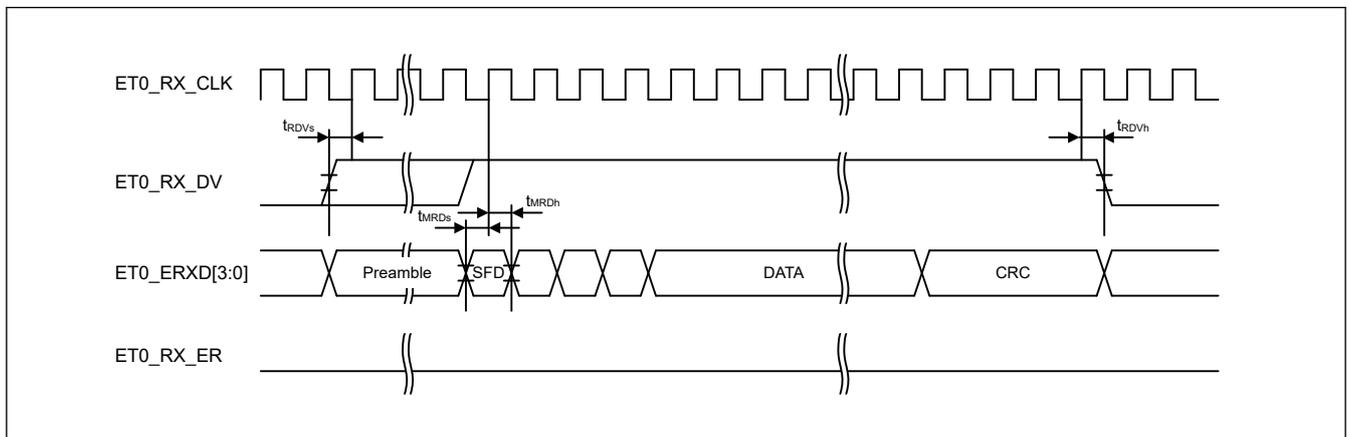 ET0_RX_CLK
tRDVs
tRDVh
ET0_RX_DV
tMRDs
tMRDh
ET0_ERXD[3:0]
Preamble
SFD
DATA
CRC
ET0_RX_ER